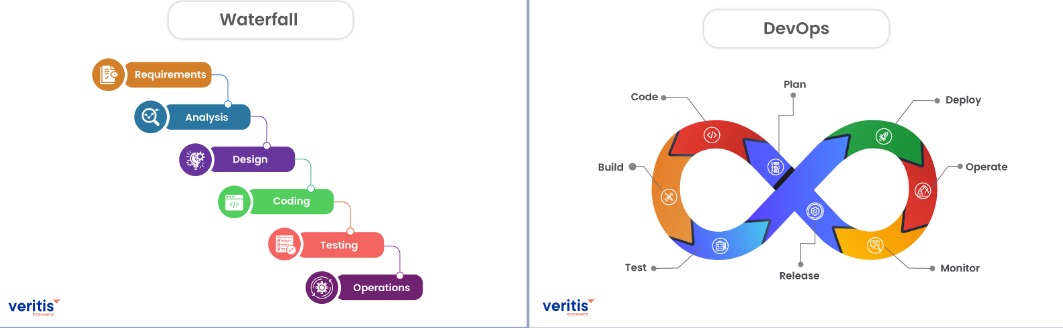 Waterfall
Requirements
Analysis
Design
Coding
Testing
Operations
veritis
DevOps
Plan
Code
Deploy
Build
Operate
Test
Release
Monitor
veritis